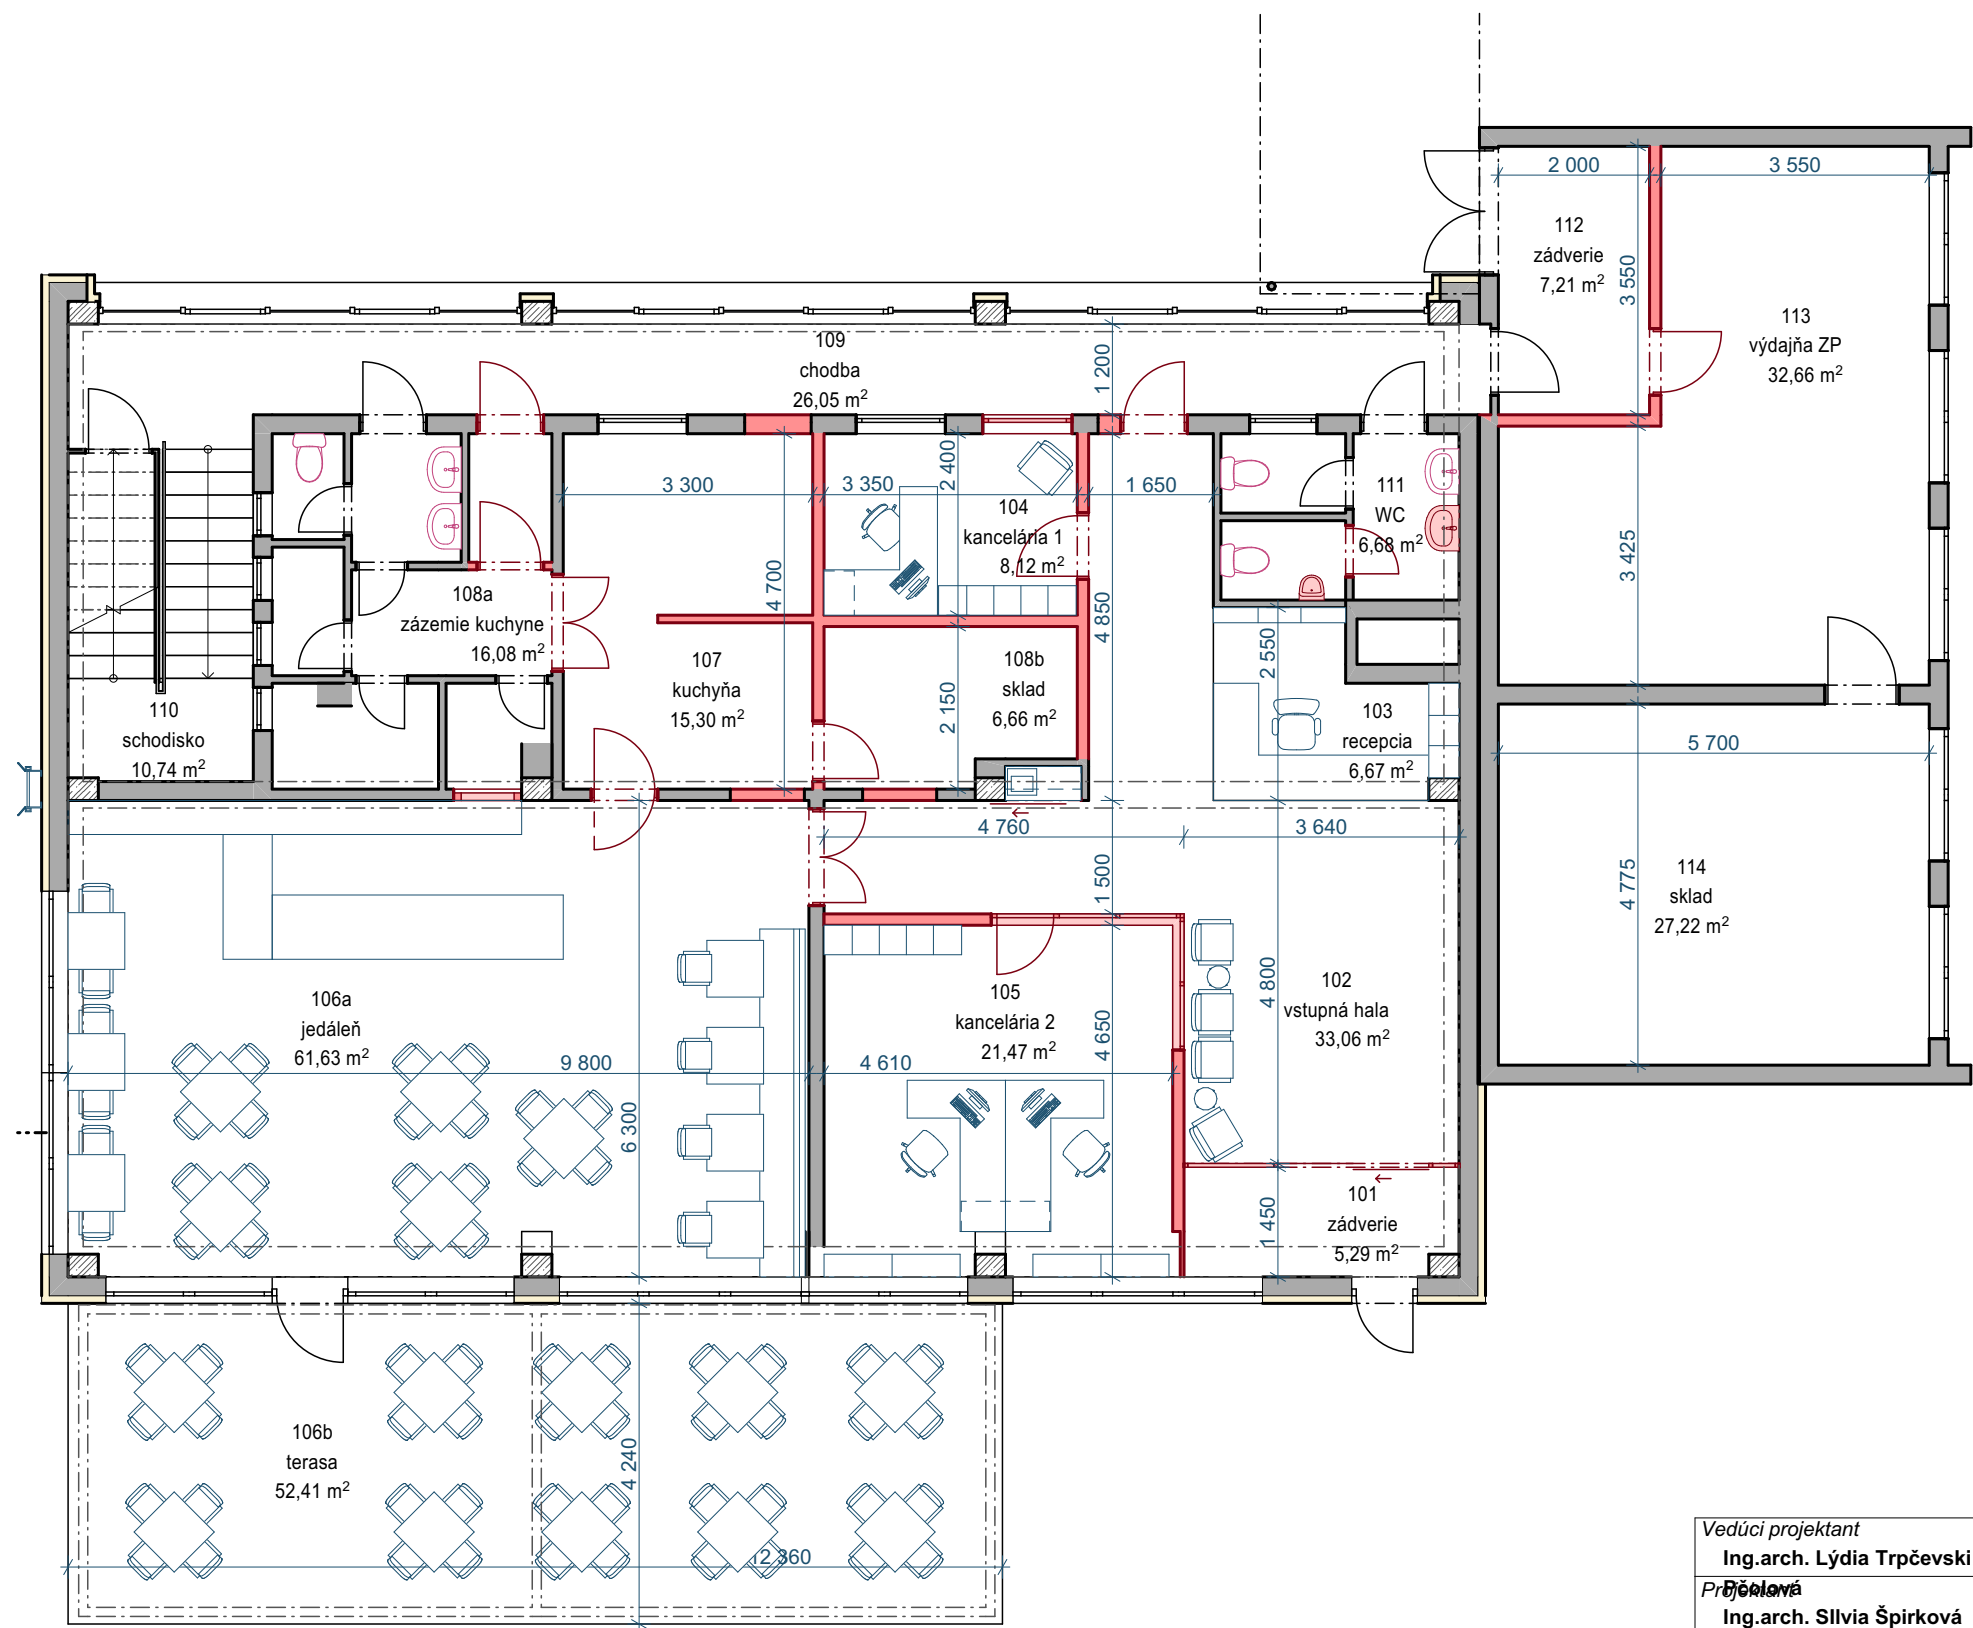 2 000
3 550
112
zádverie
7,21 m²
3 550
113
výdajňa ZP
32,66 m²
109
chodba
26,05 m²
1 200
3 300
3 350
2 400
1 650
104
kancelária 1
8,12 m²
111
WC
6,68 m²
3 425
4 700
4 850
108a
zázemie kuchyne
16,08 m²
107
kuchyňa
15,30 m²
108b
sklad
6,66 m²
2 150
2 550
103
recepcia
6,67 m²
110
schodisko
10,74 m²
5 700
4 760
3 640
1 500
4 775
114
sklad
27,22 m²
106a
jedáleň
61,63 m²
9 800
6 300
105
kancelária 2
21,47 m²
4 610
4 650
4 800
102
vstupná hala
33,06 m²
1 450
101
zádverie
5,29 m²
106b
terasa
52,41 m²
4 240
12 360
Vedúci projektant
Ing.arch. Lýdia Trpčevski
Pčolová
Projektant
Ing.arch. SIlvia Špirková